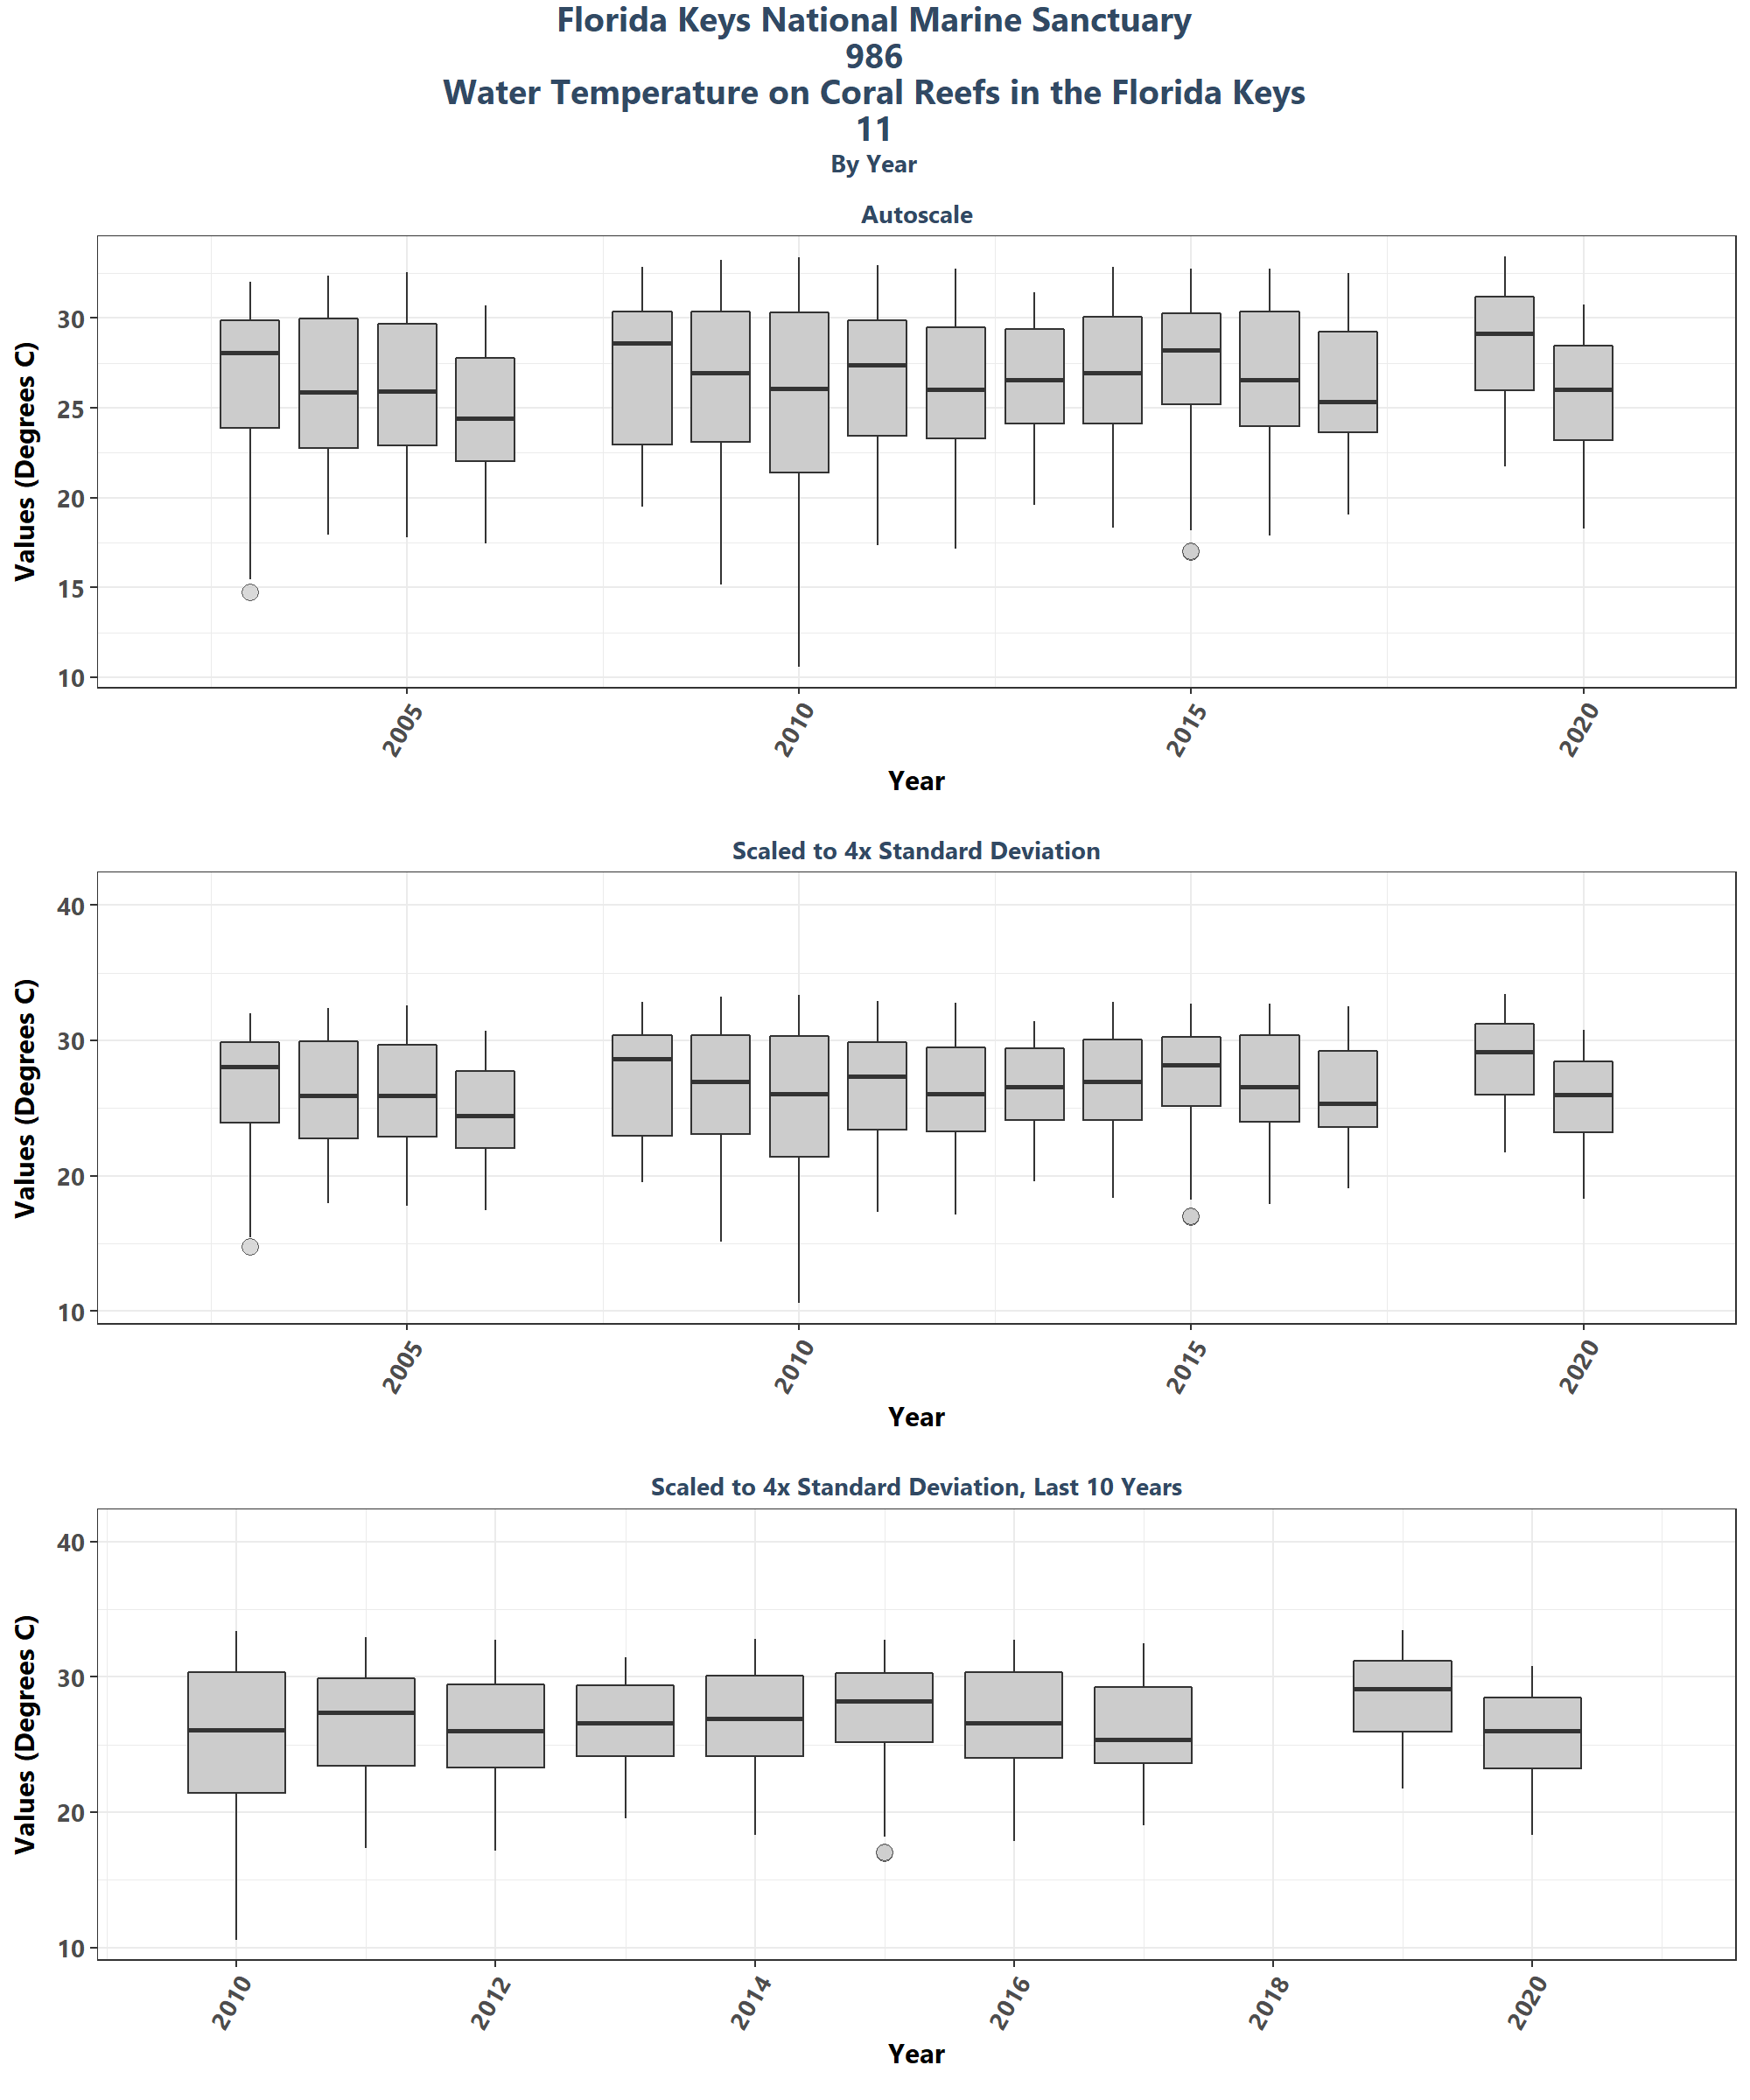 Florida Keys National Marine Sanctuary
986
Water Temperature on Coral Reefs in the Florida Keys
11
By Year
Autoscale
Values (Degrees C)
30
25
20
15
10
2005
2010
2015
2020
Year
Scaled to 4x Standard Deviation
Values (Degrees C)
40
30
20
10
2005
2010
2015
2020
Year
Scaled to 4x Standard Deviation, Last 10 Years
Values (Degrees C)
40
30
20
10
2010
2012
2014
2016
2018
2020
Year